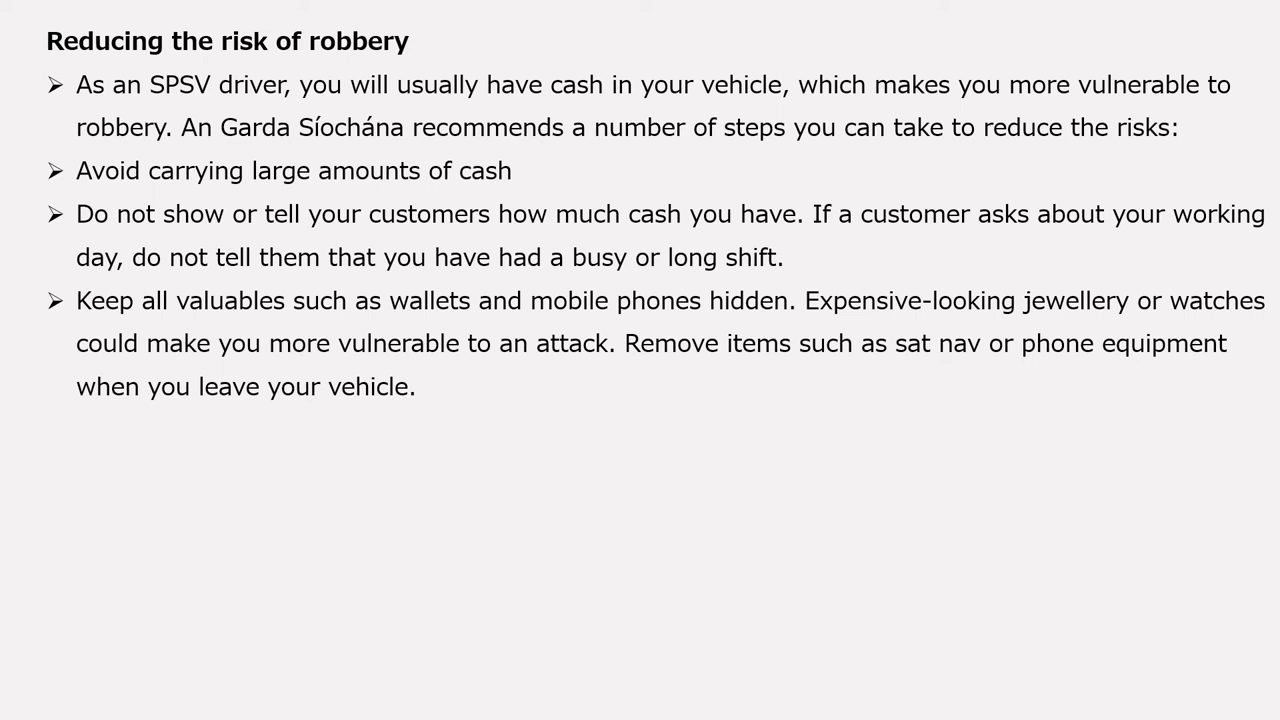 Reducing the risk of robbery
➢ As an SPSV driver, you will usually have cash in your vehicle, which makes you more vulnerable to
robbery. An Garda Síochána recommends a number of steps you can take to reduce the risks:
➢ Avoid carrying large amounts of cash
➢ Do not show or tell your customers how much cash you have. If a customer asks about your working
day, do not tell them that you have had a busy or long shift.
➢ Keep all valuables such as wallets and mobile phones hidden. Expensive-looking jewellery or watches
could make you more vulnerable to an attack. Remove items such as sat nav or phone equipment
when you leave your vehicle.